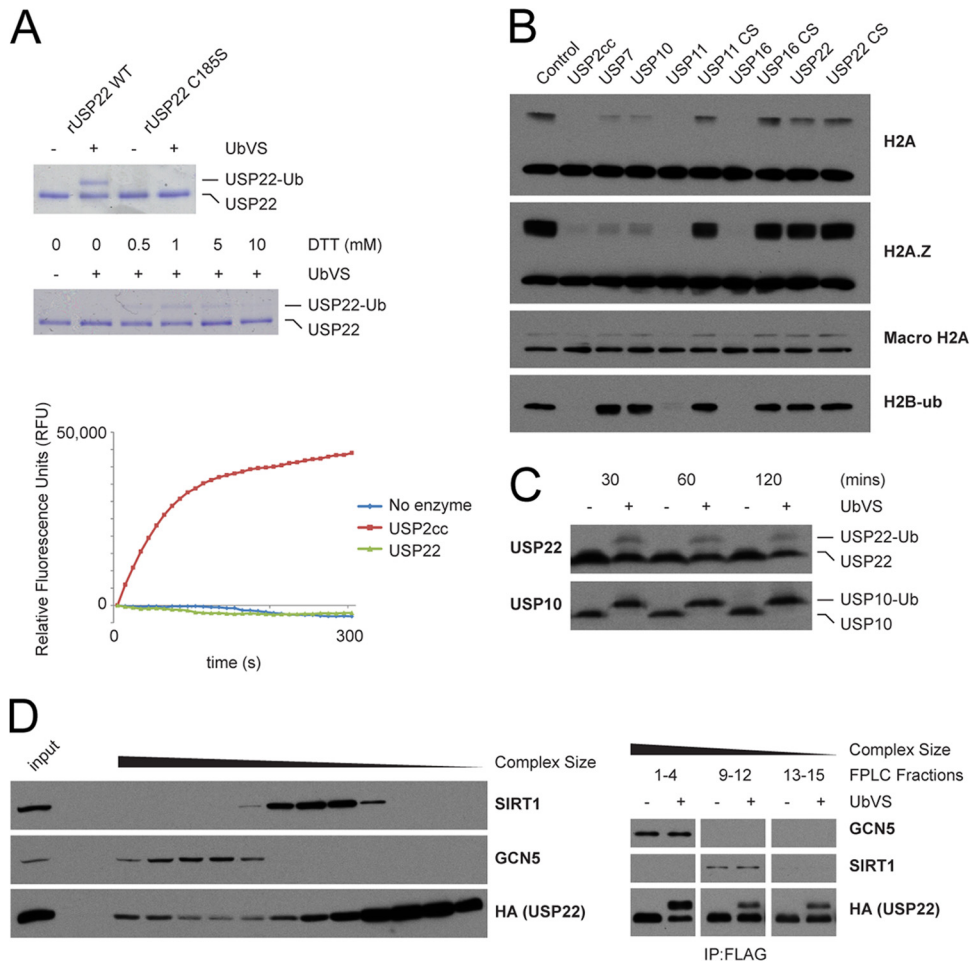 A
rUSP22 WT
rUSP22 C185S
- + - + UbVS
USP22-Ub
USP22
0 0 0.5 1 5 10 DTT (mM)
- + + + + + UbVS
USP22-Ub
USP22
Relative Fluorescence Units (RFU)
50,000
0
0
300
time (s)
No enzyme
USP2cc
USP22
B
Control
USP2cc
USP7
USP10
USP11
USP11 CS
USP16
USP16 CS
USP22
USP22 CS
H2A
H2A.Z
Macro H2A
H2B-ub
C
30 60 120 (mins)
- + - + - + UbVS
USP22
USP22-Ub
USP22
USP10
USP10-Ub
USP10
D
input
Complex Size
SIRT1
GCN5
HA (USP22)
Complex Size
1-4 9-12 13-15 FPLC Fractions
- + - + - + UbVS
GCN5
SIRT1
HA (USP22)
IP:FLAG